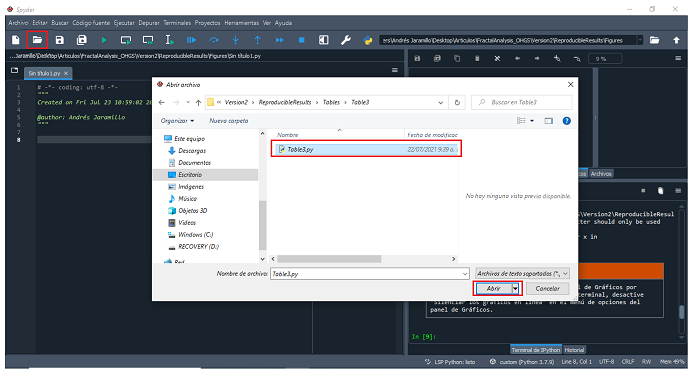 Spyder
Archivo Editar Buscar Código fuente Ejecutar Depurar Terminales Proyectos Herramientas Ver Ayuda
ers\Andrés Jaramillo\Desktop\Articulos\FractalAnalysis_OHGS\Version2\ReproducibleResults\Figures
...Jaramillo\Desktop\Articulos\FractalAnalysis_OHGS\Version2\ReproducibleResults\Figures\Sin título1.py
9 %
Sin título1.py
1 # -*- coding: utf-8 -*-
2 """
3 Created on Fri Jul 23 10:59:02 20
4
5 @author: Andrés Jaramillo
6 """
7
8
Abrir archivo
« Version2 › ReproducibleResults › Tables › Table3
Buscar en Table3
Organizar
Nueva carpeta
Este equipo
Descargas
Documentos
Escritorio
Imágenes
Música
Objetos 3D
Videos
Windows (C:)
RECOVERY (D:)
Red
Nombre
Fecha de modificac
Table3.py
22/07/2021 9:39 a.
No hay ninguna vista previa disponible.
Nombre de archivo:
Table3.py
Archivos de texto soportados (*.
Abrir
Cancelar
Archivos
GS\Version2\ReproducibleResul
ter should only be used
r x in
l de Gráficos por
terminal, desactive
"Silenciar los gráficos en línea" en el menú de opciones del
panel de Gráficos.
In [9]:
Terminal de IPython
Historial
LSP Python: listo
custom (Python 3.7.9)
Line 8, Col 1
UTF-8
CRLF
RW
Mem 49%